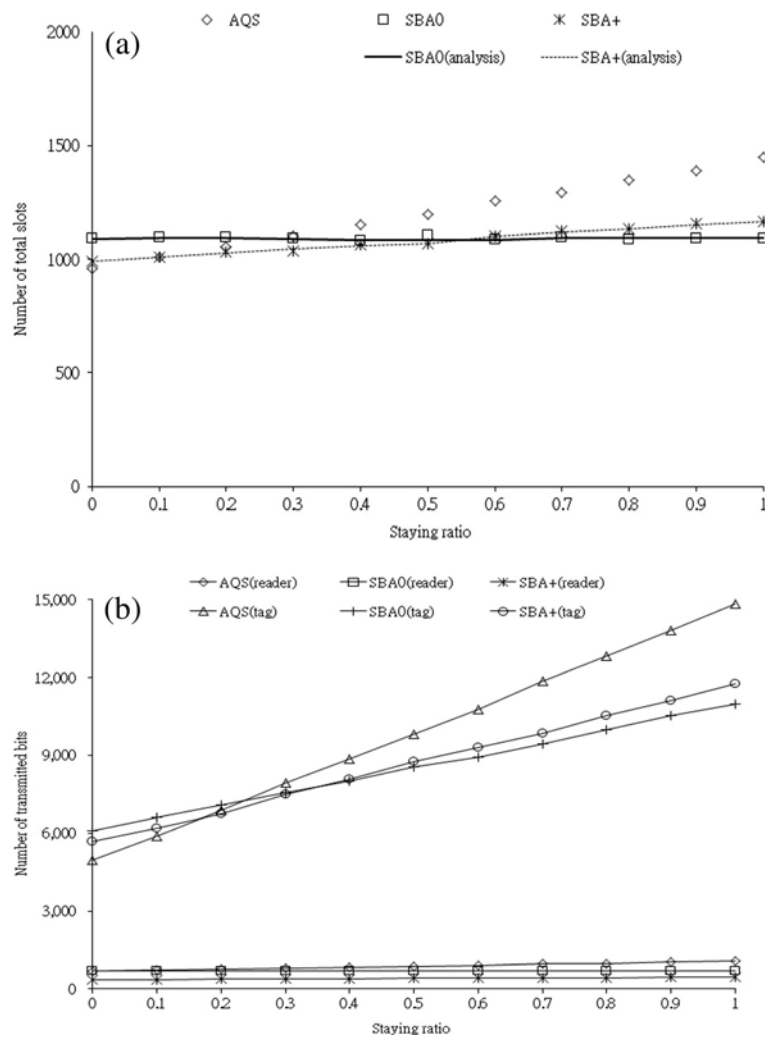 (a)
AQS SBA0 SBA+
SBA0(analysis) SBA+(analysis)
2000
1500
1000
500
0
Number of total slots
0 0.1 0.2 0.3 0.4 0.5 0.6 0.7 0.8 0.9 1
Staying ratio
(b)
AQS(reader) SBA0(reader) SBA+(reader)
AQS(tag) SBA0(tag) SBA+(tag)
15,000
12,000
9,000
6,000
3,000
0
Number of transmitted bits
0 0.1 0.2 0.3 0.4 0.5 0.6 0.7 0.8 0.9 1
Staying ratio